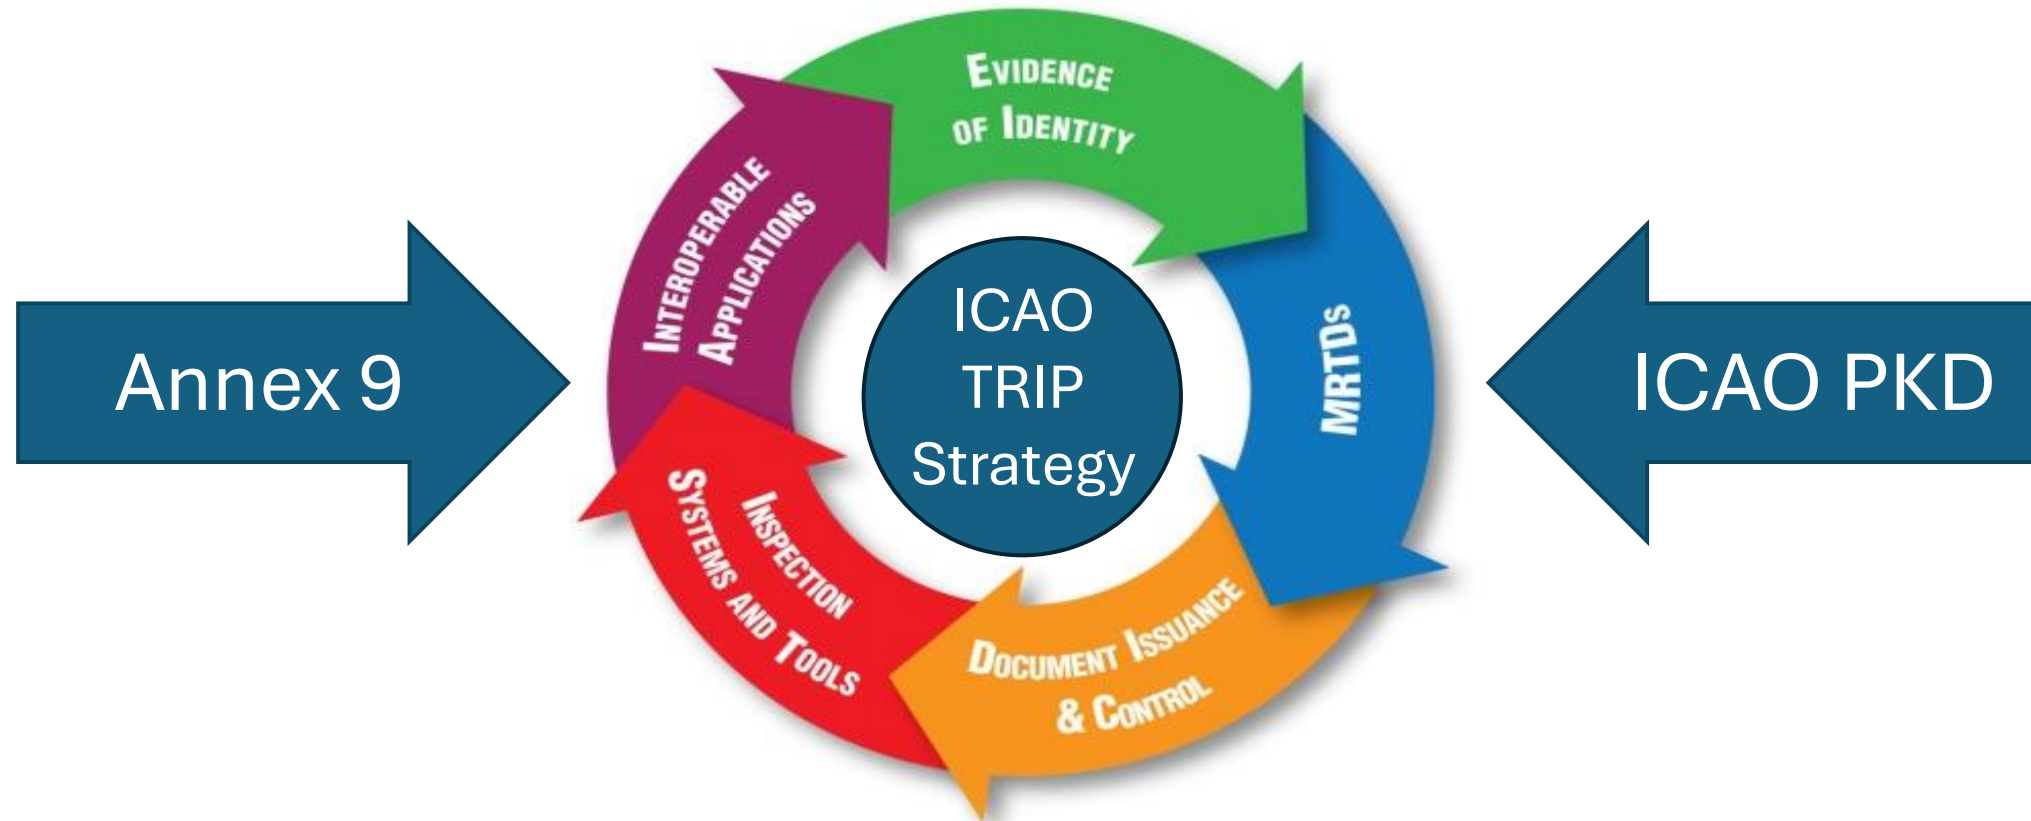 EVIDENCE
OF IDENTITY
INTEROPERABLE
APPLICATIONS
ICAO
TRIP
Strategy
MRTDs
Annex 9
ICAO PKD
INSPECTION
SYSTEMS AND TOOLS
DOCUMENT ISSUANCE
& CONTROL